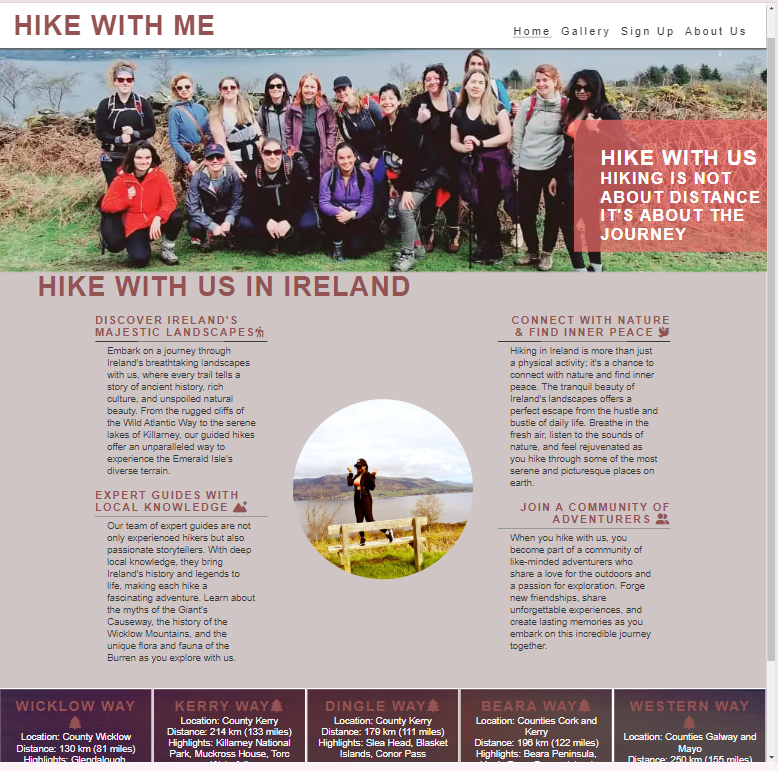 HIKE WITH ME
Home Gallery Sign Up About Us
HIKE WITH US
HIKING IS NOT
ABOUT DISTANCE
IT'S ABOUT THE
JOURNEY
HIKE WITH US IN IRELAND
DISCOVER IRELAND'S
MAJESTIC LANDSCAPES
Embark on a journey through
Ireland's breathtaking landscapes
with us, where every trail tells a
story of ancient history, rich
culture, and unspoiled natural
beauty. From the rugged cliffs of
the Wild Atlantic Way to the serene
lakes of Killarney, our guided hikes
offer an unparalleled way to
experience the Emerald Isle's
diverse terrain.
EXPERT GUIDES WITH
LOCAL KNOWLEDGE
Our team of expert guides are not
only experienced hikers but also
passionate storytellers. With deep
local knowledge, they bring
Ireland's history and legends to
life, making each hike a
fascinating adventure. Learn about
the myths of the Giant's
Causeway, the history of the
Wicklow Mountains, and the
unique flora and fauna of the
Burren as you explore with us.
CONNECT WITH NATURE
& FIND INNER PEACE
Hiking in Ireland is more than just
a physical activity; it's a chance to
connect with nature and find inner
peace. The tranquil beauty of
Ireland's landscapes offers a
perfect escape from the hustle and
bustle of daily life. Breathe in the
fresh air, listen to the sounds of
nature, and feel rejuvenated as
you hike through some of the most
serene and picturesque places on
earth.
JOIN A COMMUNITY OF
ADVENTURERS
When you hike with us, you
become part of a community of
like-minded adventurers who
share a love for the outdoors and
a passion for exploration. Forge
new friendships, share
unforgettable experiences, and
create lasting memories as you
embark on this incredible journey
together.
WICKLOW WAY
Location: County Wicklow
Distance: 130 km (81 miles)
Highlights: Glendalough
KERRY WAY
Location: County Kerry
Distance: 214 km (133 miles)
Highlights: Killarney National
Park, Muckross House, Torc
DINGLE WAY
Location: County Kerry
Distance: 179 km (111 miles)
Highlights: Slea Head, Blasket
Islands, Conor Pass
BEARA WAY
Location: Counties Cork and
Kerry
Distance: 196 km (122 miles)
Highlights: Beara Peninsula,
WESTERN WAY
Location: Counties Galway and
Mayo
Distance: 250 km (155 miles)